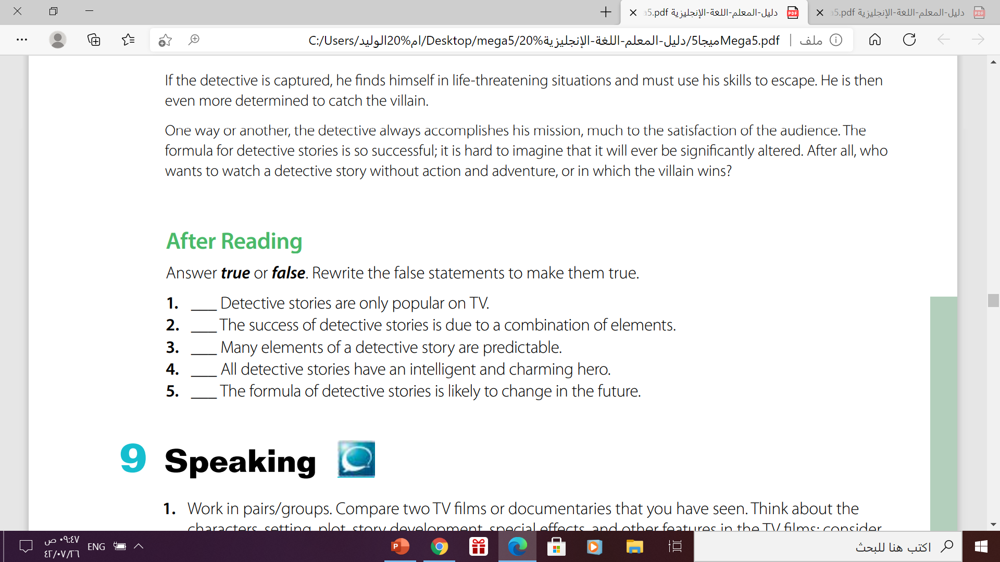 دليل-المعلم-اللغة-الإنجليزية a5.pdf
دليل-المعلم-اللغة-الإنجليزية 5.pdf
ملف | C:/Users/ام%20الوليد/Desktop/mega5/20%ميجا5/دليل-المعلم-اللغة-الإنجليزيةMega5.pdf
If the detective is captured, he finds himself in life-threatening situations and must use his skills to escape. He is then
even more determined to catch the villain.
One way or another, the detective always accomplishes his mission, much to the satisfaction of the audience. The
formula for detective stories is so successful; it is hard to imagine that it will ever be significantly altered. After all, who
wants to watch a detective story without action and adventure, or in which the villain wins?
After Reading
Answer true or false. Rewrite the false statements to make them true.
1. ___ Detective stories are only popular on TV.
2. ___ The success of detective stories is due to a combination of elements.
3. ___ Many elements of a detective story are predictable.
4. ___ All detective stories have an intelligent and charming hero.
5. ___ The formula of detective stories is likely to change in the future.
9 Speaking
1. Work in pairs/groups. Compare two TV films or documentaries that you have seen. Think about the
characters, setting, plot, story development, special effects, and other features in the TV films; consider
٠٩:٤٧ ص
٤٢/٠٧/٢٦
ENG
اكتب هنا للبحث